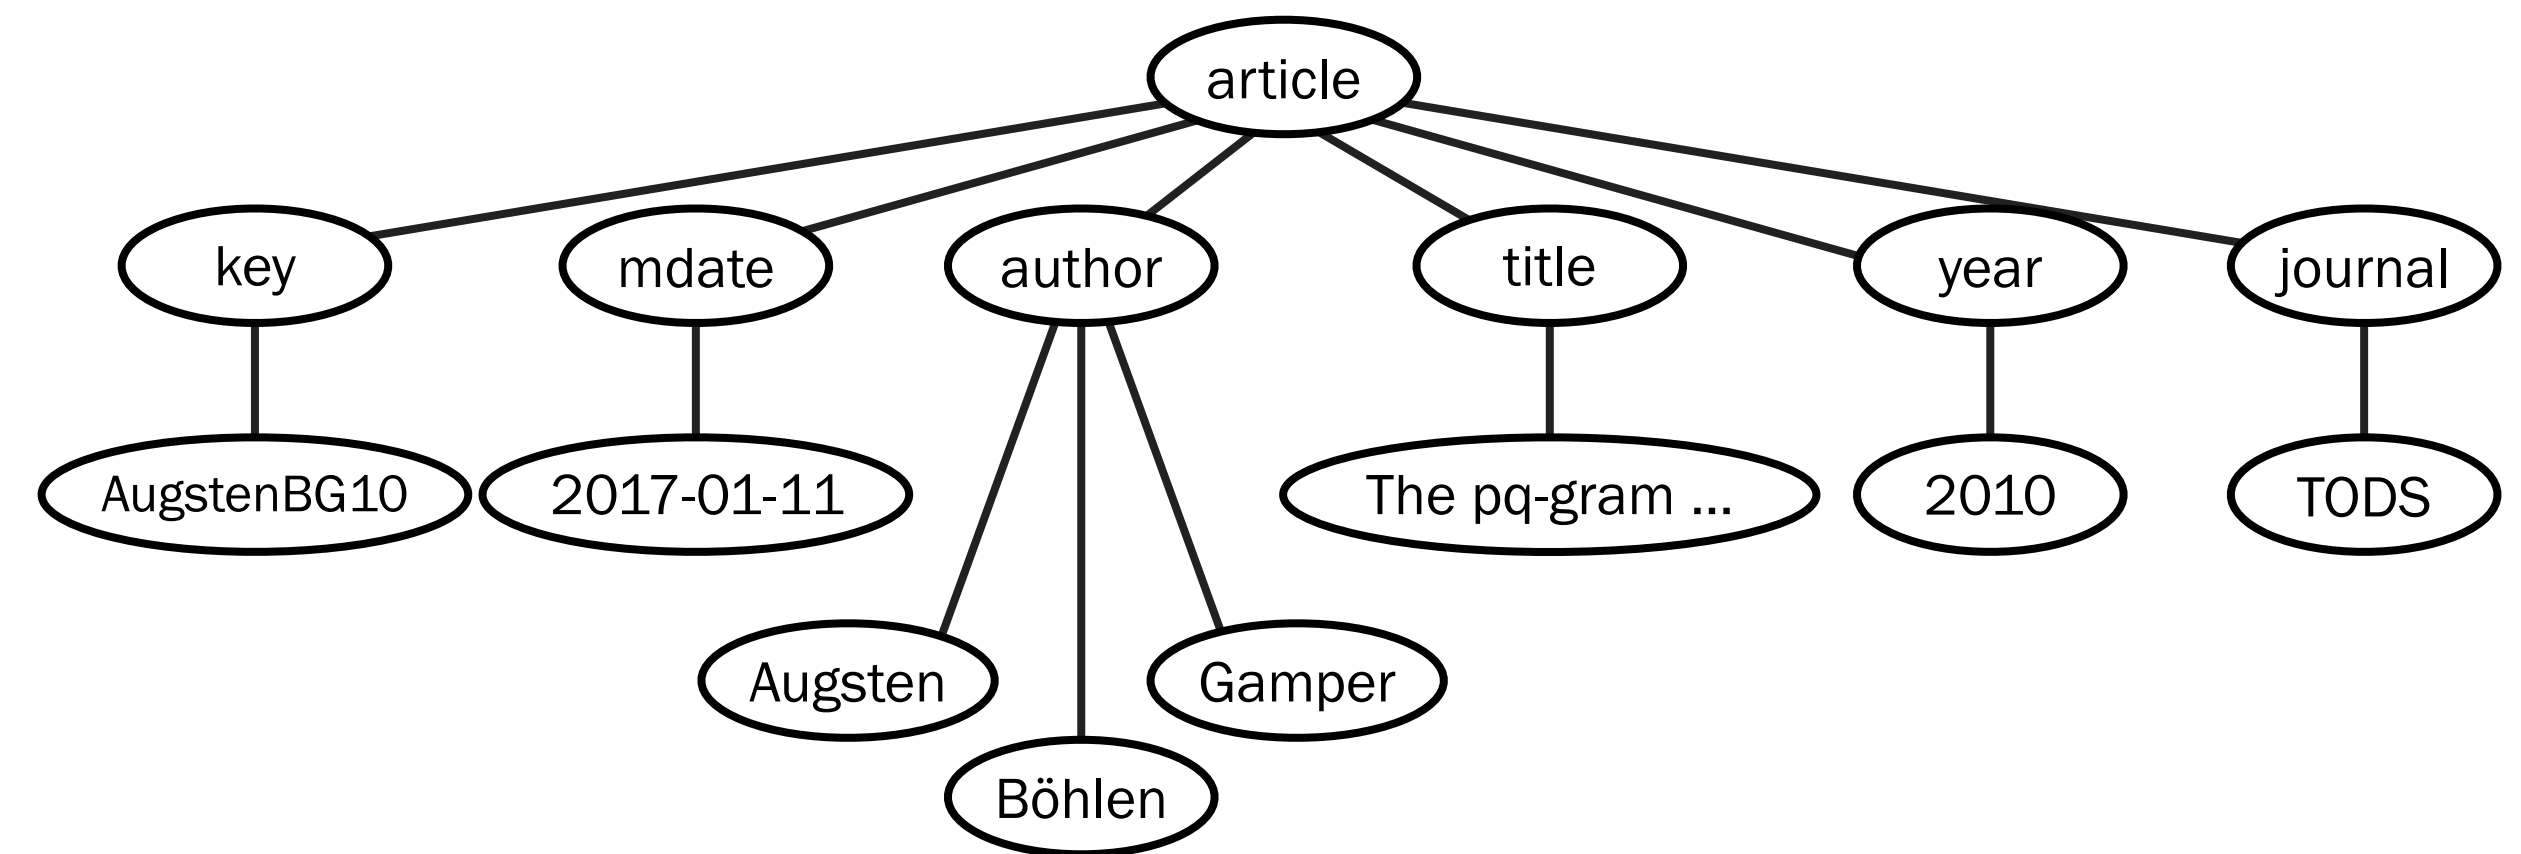 article
key
mdate
author
title
year
journal
AugstenBG10
2017-01-11
The pq-gram ...
2010
TODS
Augsten
Gamper
Böhlen